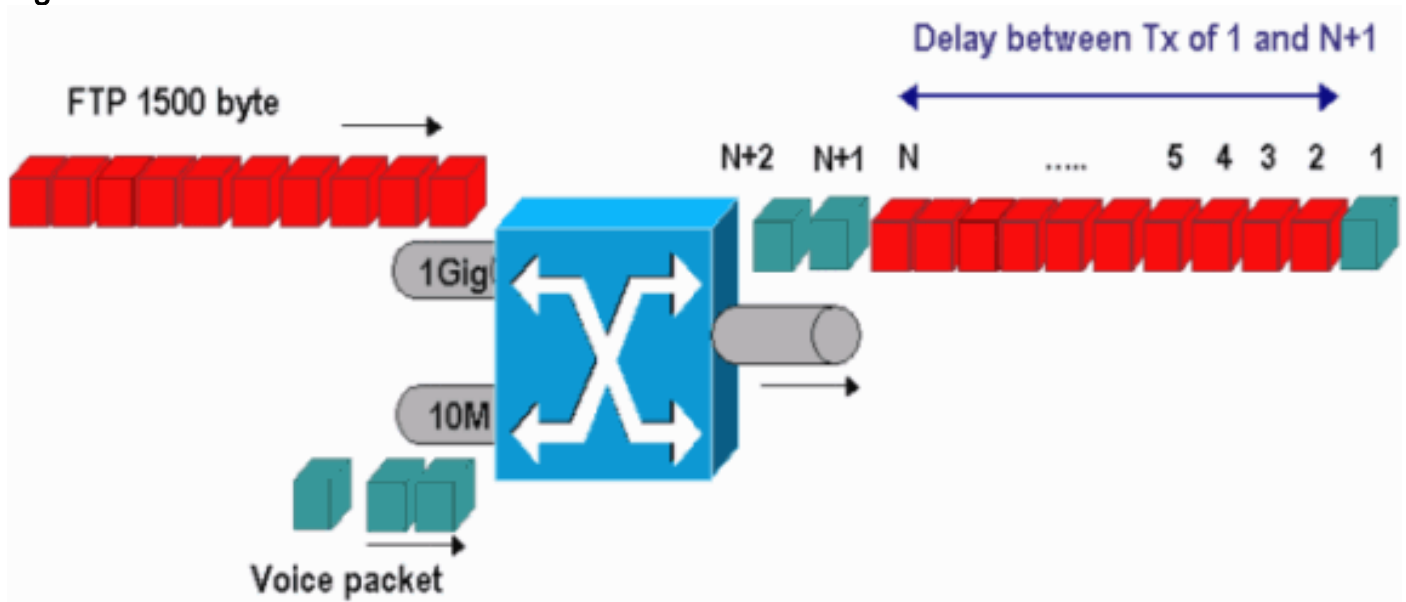 Delay between Tx of 1 and N+1
FTP 1500 byte
N+2 N+1 N ..... 5 4 3 2 1
1Gig
10M
Voice packet